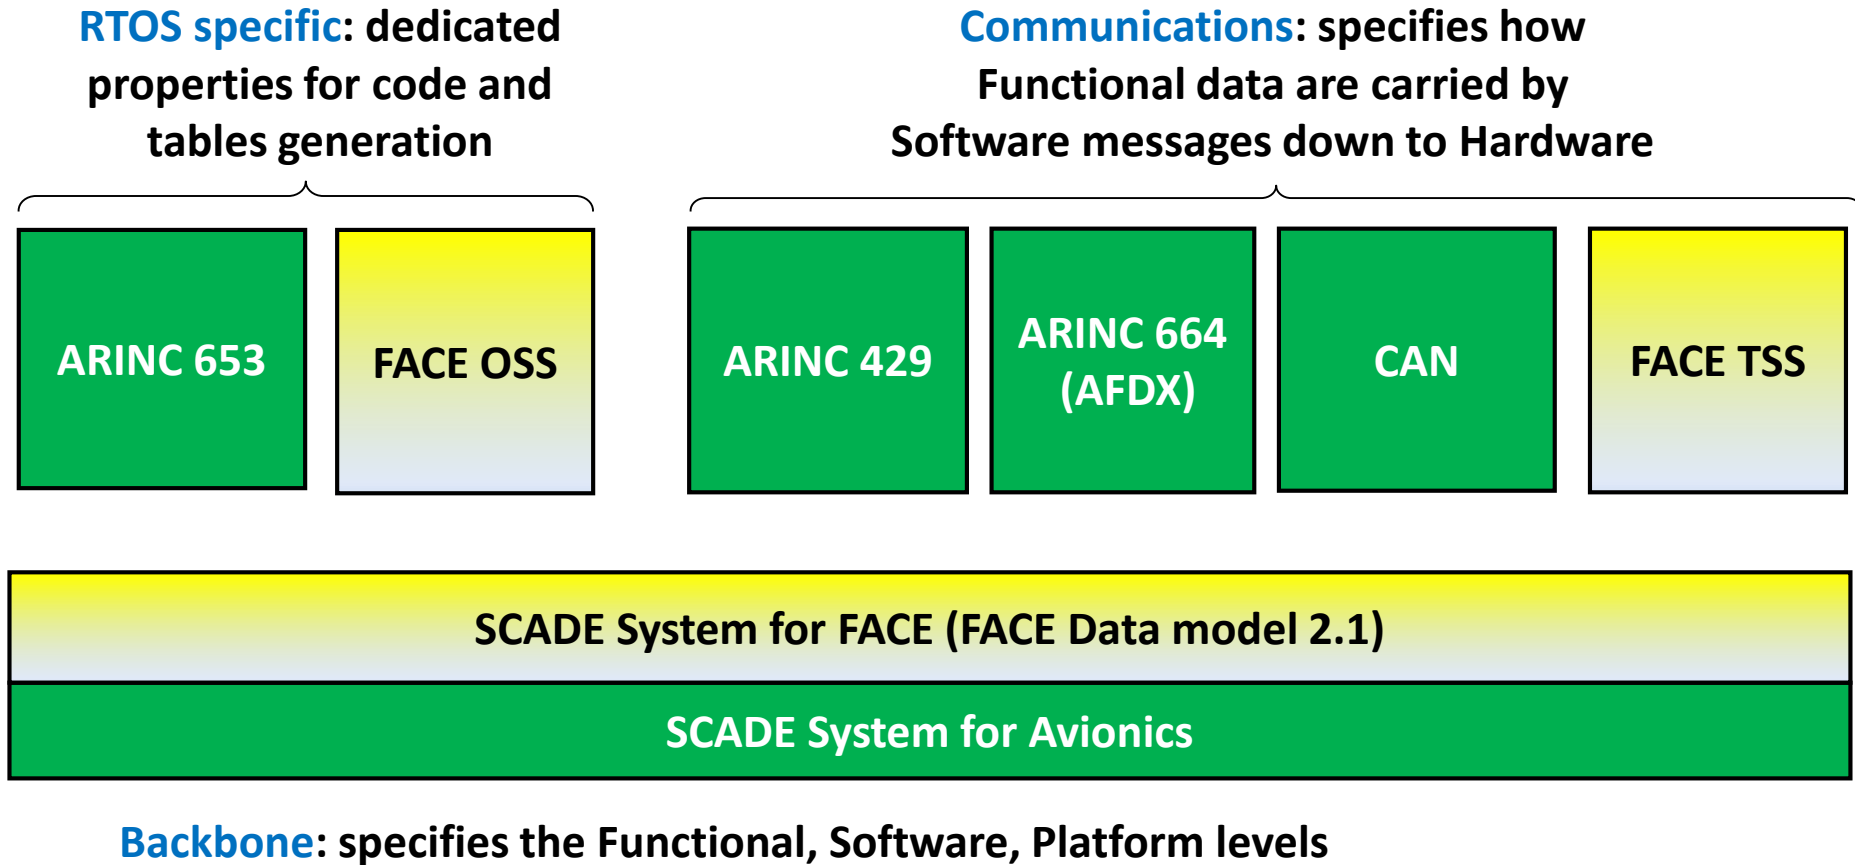 RTOS specific: dedicated
properties for code and
tables generation
Communications: specifies how
Functional data are carried by
Software messages down to Hardware
ARINC 653
FACE OSS
ARINC 429
ARINC 664
(AFDX)
CAN
FACE TSS
SCADE System for FACE (FACE Data model 2.1)
SCADE System for Avionics
Backbone: specifies the Functional, Software, Platform levels